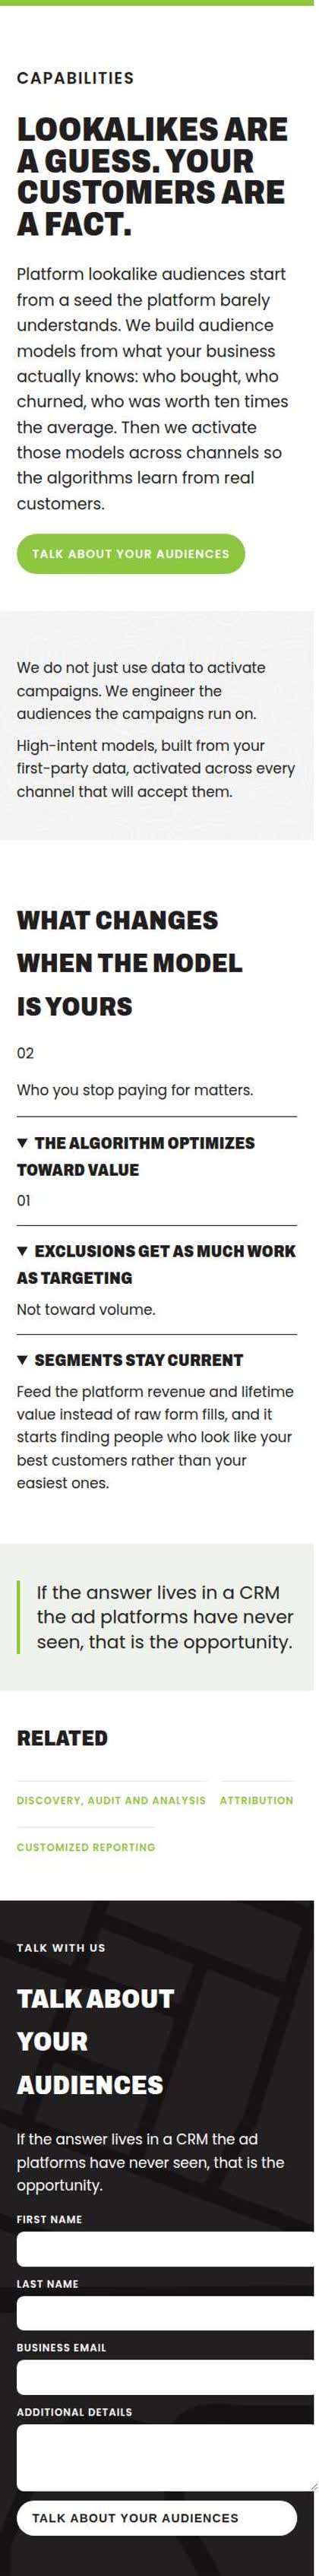 CAPABILITIES
LOOKALIKES ARE
A GUESS. YOUR
CUSTOMERS ARE
A FACT.
Platform lookalike audiences start
from a seed the platform barely
understands. We build audience
models from what your business
actually knows: who bought, who
churned, who was worth ten times
the average. Then we activate
those models across channels so
the algorithms learn from real
customers.
TALK ABOUT YOUR AUDIENCES
We do not just use data to activate
campaigns. We engineer the
audiences the campaigns run on.
High-intent models, built from your
first-party data, activated across every
channel that will accept them.
WHAT CHANGES
WHEN THE MODEL
IS YOURS
02
Who you stop paying for matters.
▼ THE ALGORITHM OPTIMIZES
TOWARD VALUE
01
▼ EXCLUSIONS GET AS MUCH WORK
AS TARGETING
Not toward volume.
▼ SEGMENTS STAY CURRENT
Feed the platform revenue and lifetime
value instead of raw form fills, and it
starts finding people who look like your
best customers rather than your
easiest ones.
If the answer lives in a CRM
the ad platforms have never
seen, that is the opportunity.
RELATED
DISCOVERY, AUDIT AND ANALYSIS ATTRIBUTION
CUSTOMIZED REPORTING
TALK WITH US
TALK ABOUT
YOUR
AUDIENCES
If the answer lives in a CRM the ad
platforms have never seen, that is the
opportunity.
FIRST NAME
LAST NAME
BUSINESS EMAIL
ADDITIONAL DETAILS
TALK ABOUT YOUR AUDIENCES